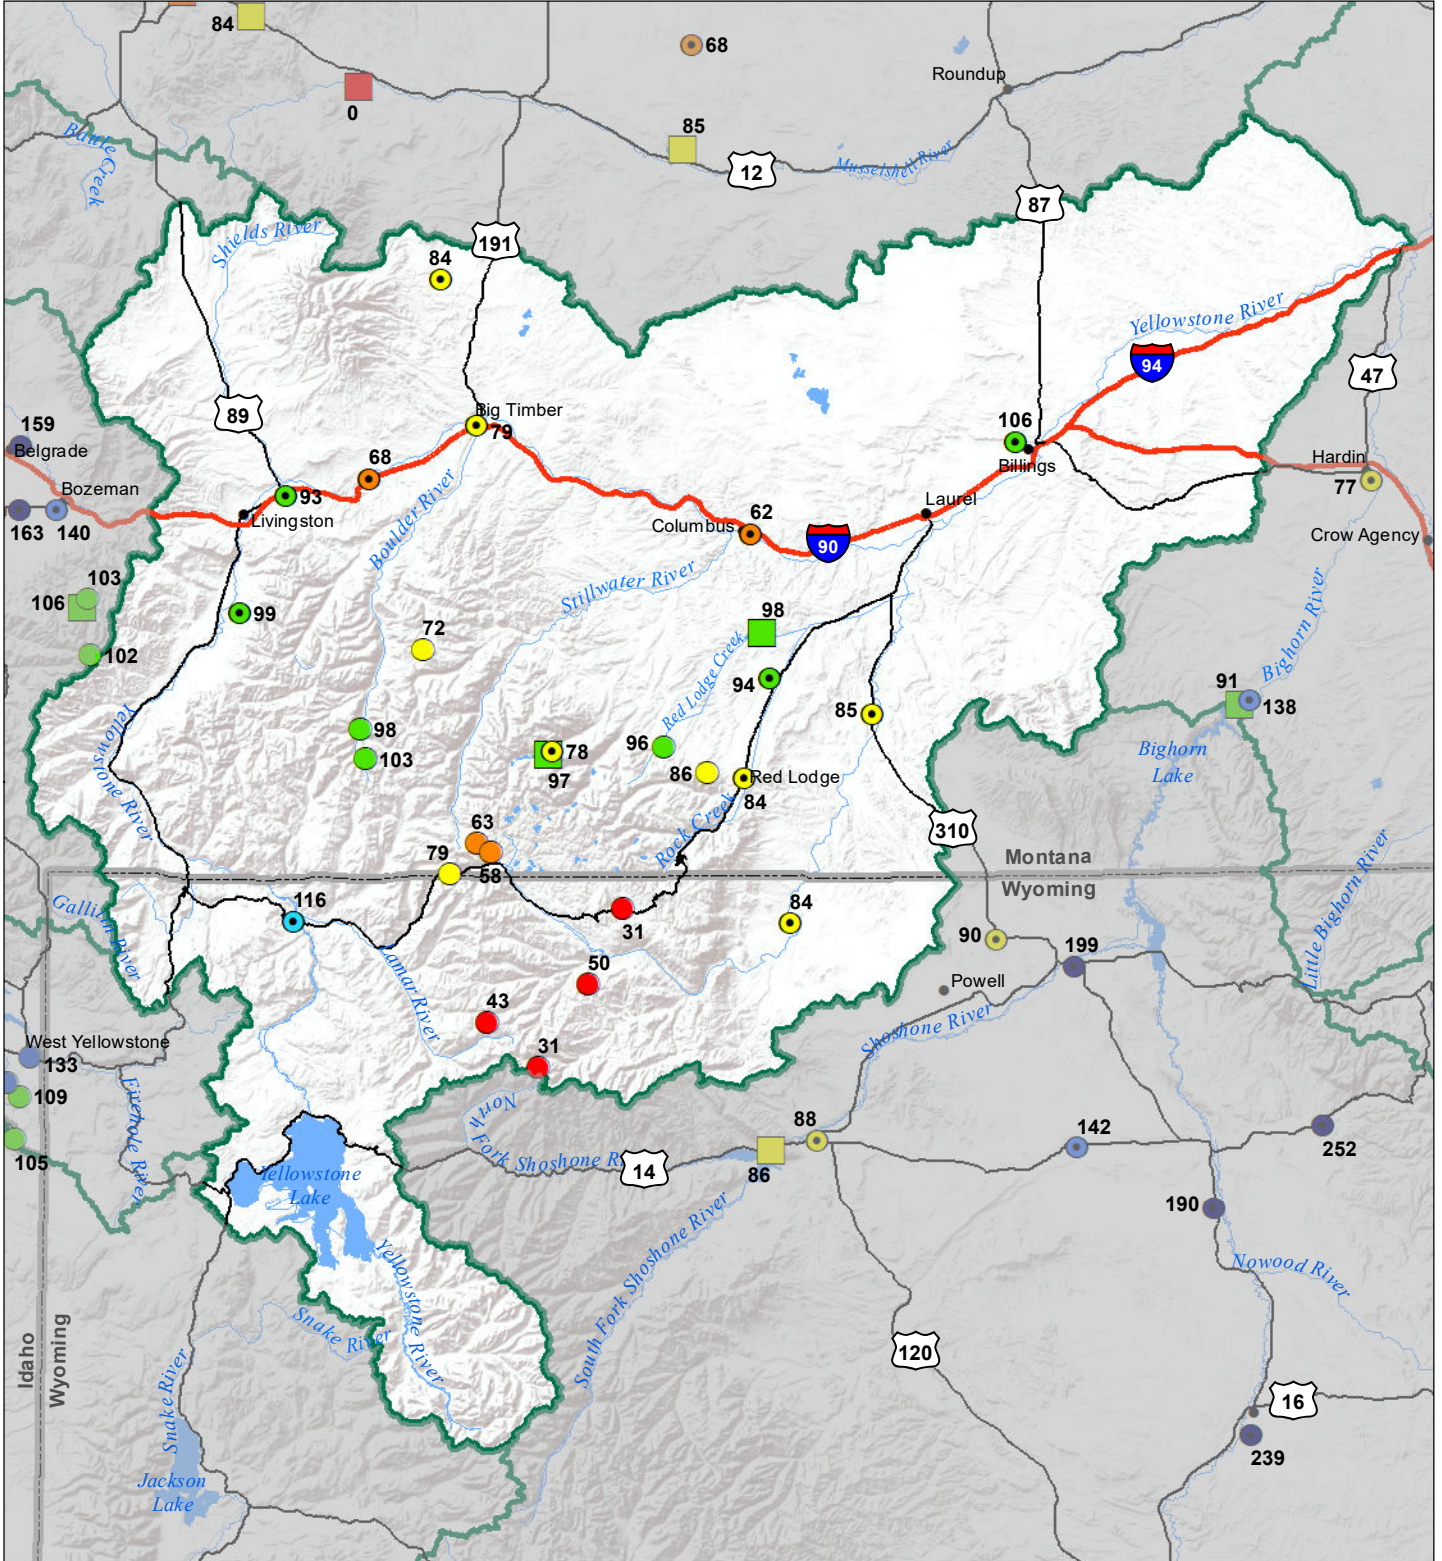 84
68
Roundup
0
85
12
Musselshell River
Battle
Creek
87
Shields River
191
84
Yellowstone River
94
47
89
Big Timber
79
159
Belgrade
106
Billings
Hardin
77
68
Bozeman
93
Livingston
163
140
Laurel
62
Columbus
90
Crow Agency
Boulder River
Stillwater River
103
106
99
98
72
102
Red Lodge Creek
94
85
Bighorn River
91
138
98
103
78
97
96
86
Red Lodge
84
Bighorn
Lake
Yellowstone River
63
58
79
Rock Creek
310
Montana
Wyoming
Little Bighorn River
Gallatin River
116
31
84
90
199
Powell
Lamar River
50
43
31
Shoshone River
West Yellowstone
133
109
105
Firehole River
North
Fork Shoshone R
14
86
88
142
252
190
Yellowstone
Lake
South Fork Shoshone River
Nowood River
Yellowstone River
Snake River
Idaho
Wyoming
120
16
239
Snake River
Jackson
Lake